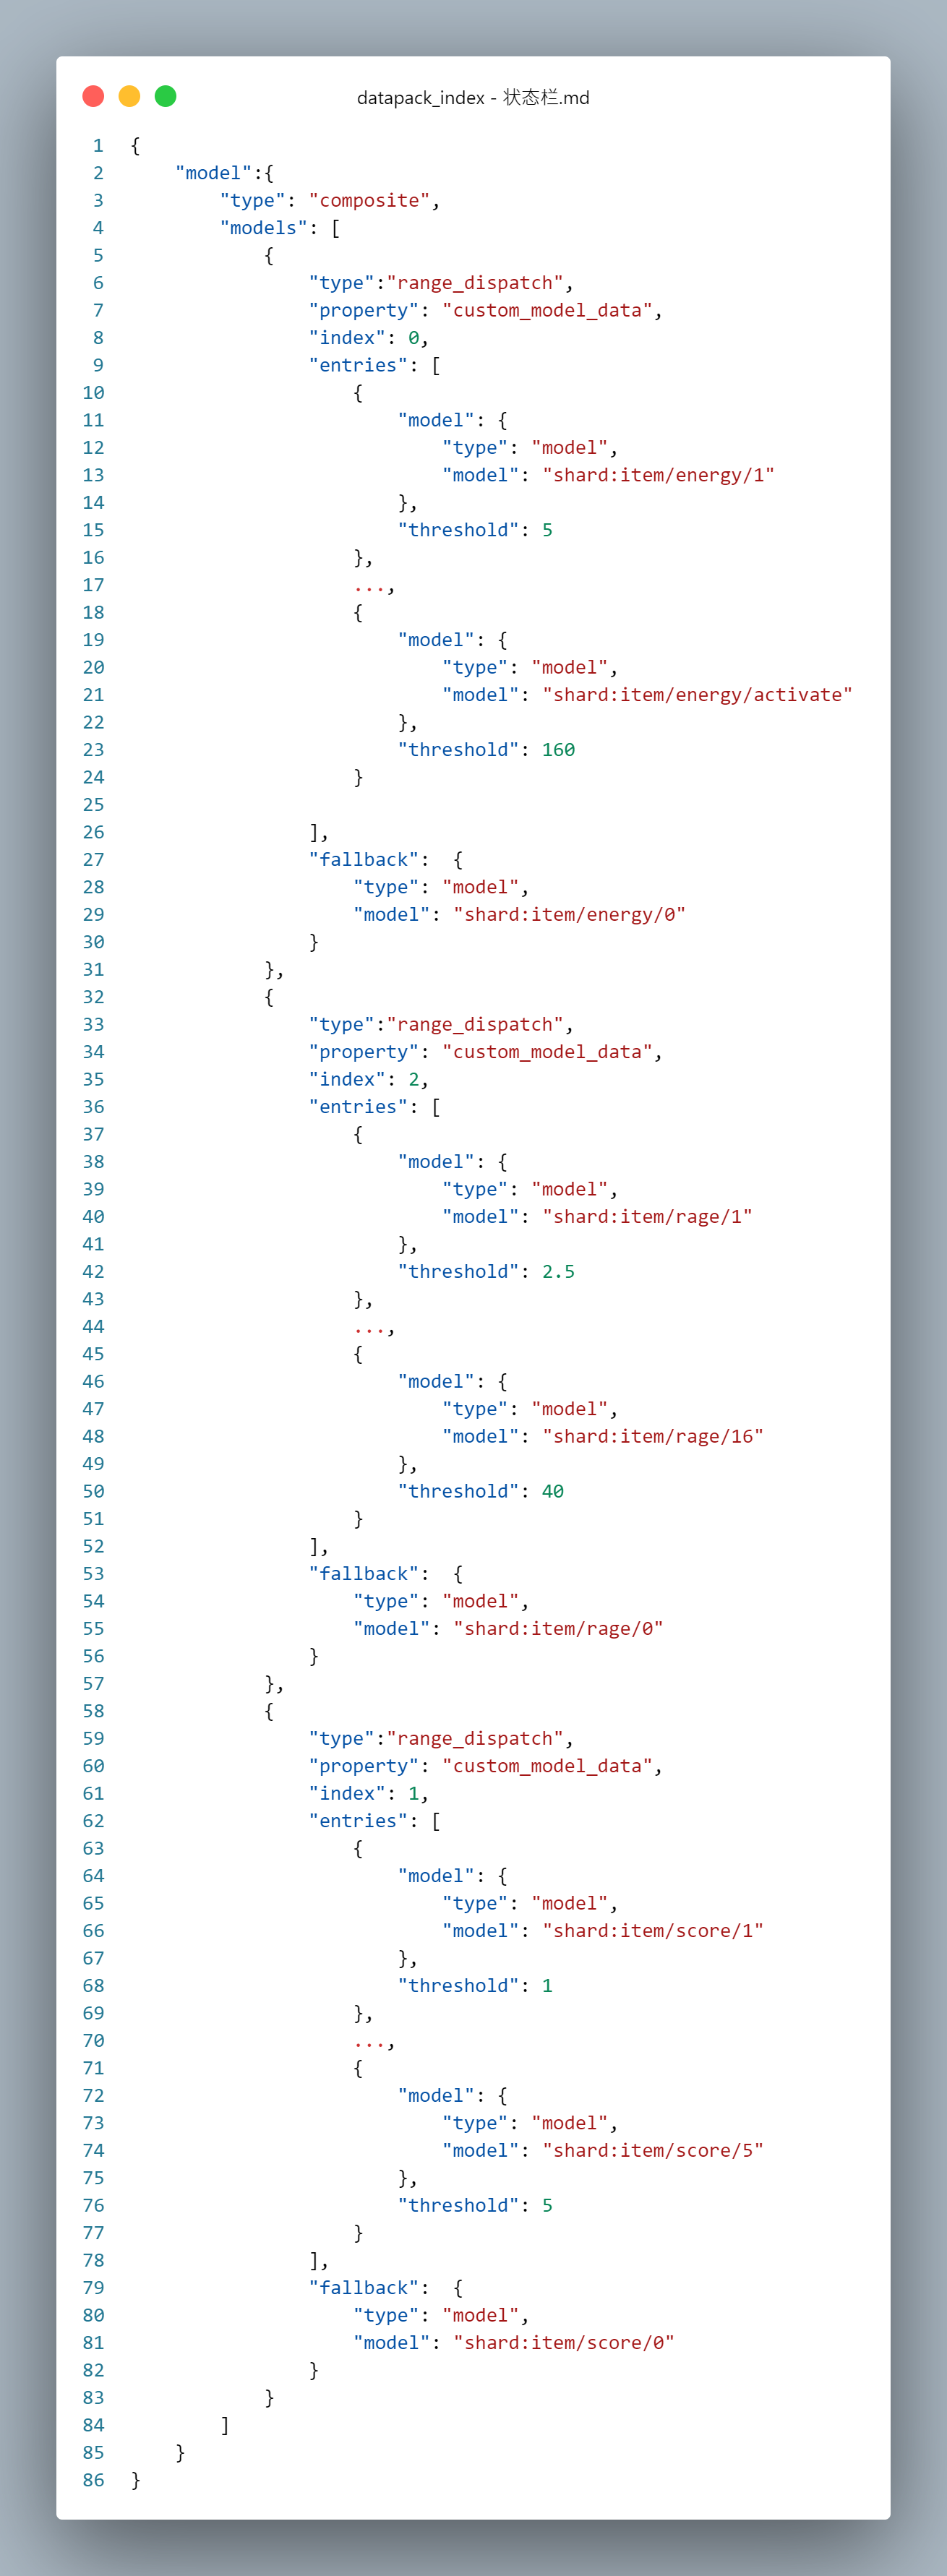 datapack_index - 状态栏.md
1 {
2     "model":{
3         "type": "composite",
4         "models": [
5             {
6                 "type":"range_dispatch",
7                 "property": "custom_model_data",
8                 "index": 0,
9                 "entries": [
10                     {
11                         "model": {
12                             "type": "model",
13                             "model": "shard:item/energy/1"
14                         },
15                         "threshold": 5
16                     },
17                     ...,
18                     {
19                         "model": {
20                             "type": "model",
21                             "model": "shard:item/energy/activate"
22                         },
23                         "threshold": 160
24                     }
25
26                 ],
27                 "fallback":  {
28                     "type": "model",
29                     "model": "shard:item/energy/0"
30                 }
31             },
32             {
33                 "type":"range_dispatch",
34                 "property": "custom_model_data",
35                 "index": 2,
36                 "entries": [
37                     {
38                         "model": {
39                             "type": "model",
40                             "model": "shard:item/rage/1"
41                         },
42                         "threshold": 2.5
43                     },
44                     ...,
45                     {
46                         "model": {
47                             "type": "model",
48                             "model": "shard:item/rage/16"
49                         },
50                         "threshold": 40
51                     }
52                 ],
53                 "fallback":  {
54                     "type": "model",
55                     "model": "shard:item/rage/0"
56                 }
57             },
58             {
59                 "type":"range_dispatch",
60                 "property": "custom_model_data",
61                 "index": 1,
62                 "entries": [
63                     {
64                         "model": {
65                             "type": "model",
66                             "model": "shard:item/score/1"
67                         },
68                         "threshold": 1
69                     },
70                     ...,
71                     {
72                         "model": {
73                             "type": "model",
74                             "model": "shard:item/score/5"
75                         },
76                         "threshold": 5
77                     }
78                 ],
79                 "fallback":  {
80                     "type": "model",
81                     "model": "shard:item/score/0"
82                 }
83             }
84         ]
85     }
86 }